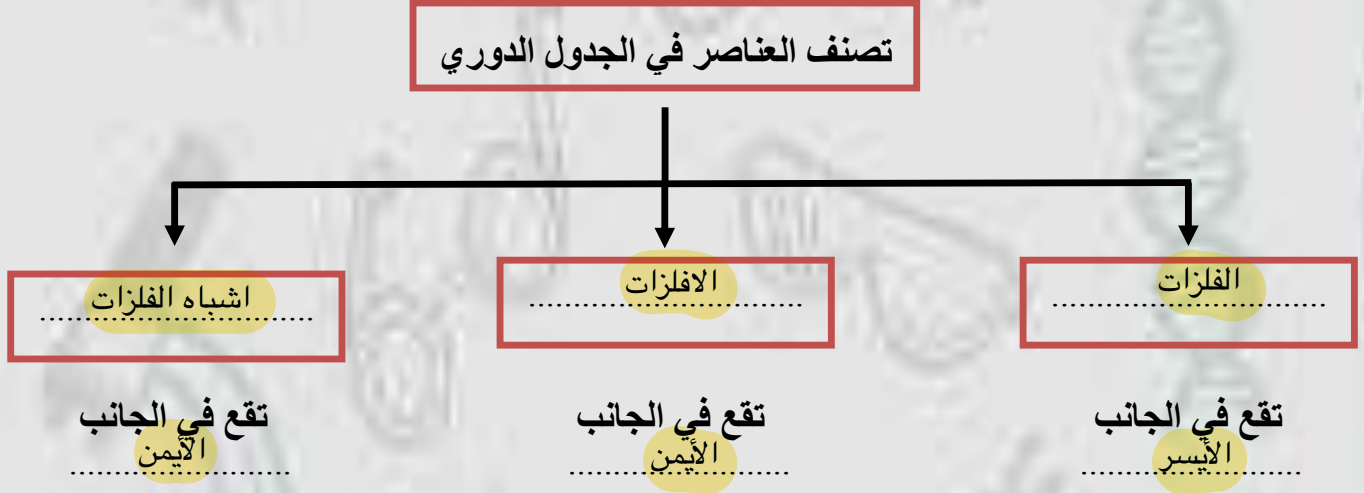 تصنف العناصر في الجدول الدوري
الفلزات
الافلزات
اشباه الفلزات
تقع في الجانب
الأيسر
تقع في الجانب
الأيمن
تقع في الجانب
الأيمن